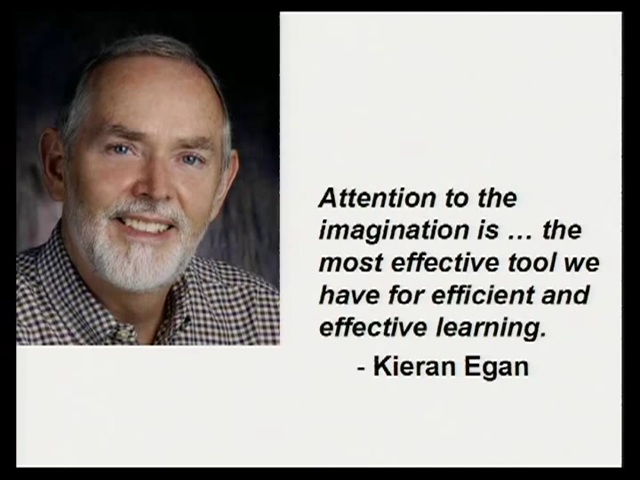 Attention to the
imagination is … the
most effective tool we
have for efficient and
effective learning.
- Kieran Egan